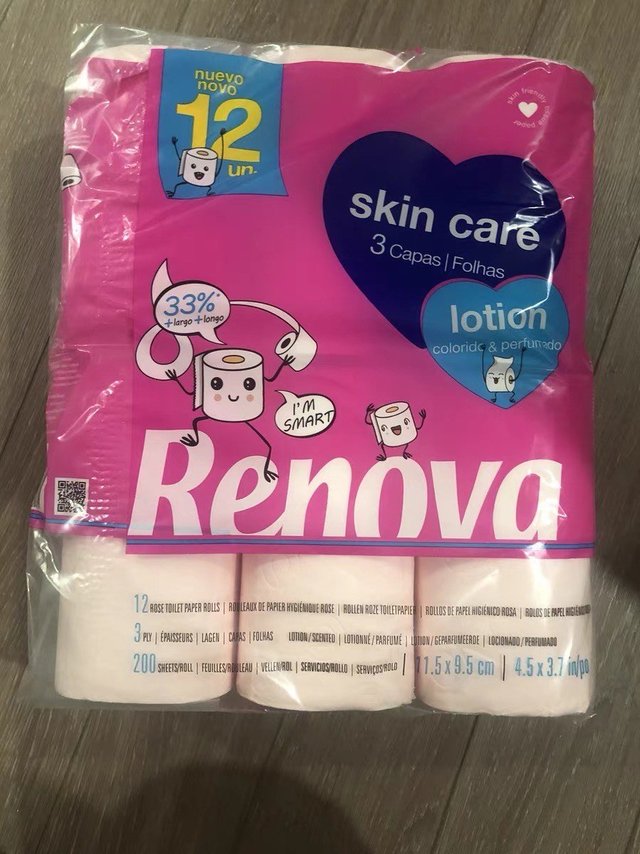 nuevo
novo
12
un.
skin friendly
paper
skin care
3 Capas | Folhas
lotion
colorido & perfumado
33%*
+largo +longo
I'M
SMART
Renova
12 ROSE TOILET PAPER ROLLS | ROULEAUX DE PAPIER HYGIÉNIQUE ROSE | ROLLEN ROZE TOILETPAPIER | ROLLOS DE PAPEL HIGIÉNICO ROSA | ROLOS DE PAPEL HIGIÉNICO
3 PLY | ÉPAISSEURS | LAGEN | CAPAS | FOLHAS LOTION/SCENTED | LOTIONNÉ/PARFUMÉ | LOTION/GEPARFUMEERDE | LOCIONADO/PERFUMADO
200 SHEETS/ROLL | FEUILLES/ROULEAU | VELLEN/ROL | SERVICIOS/ROLLO | SERVIÇOS/ROLO | 11.5 x 9.5 cm | 4.5 x 3.7 in/po